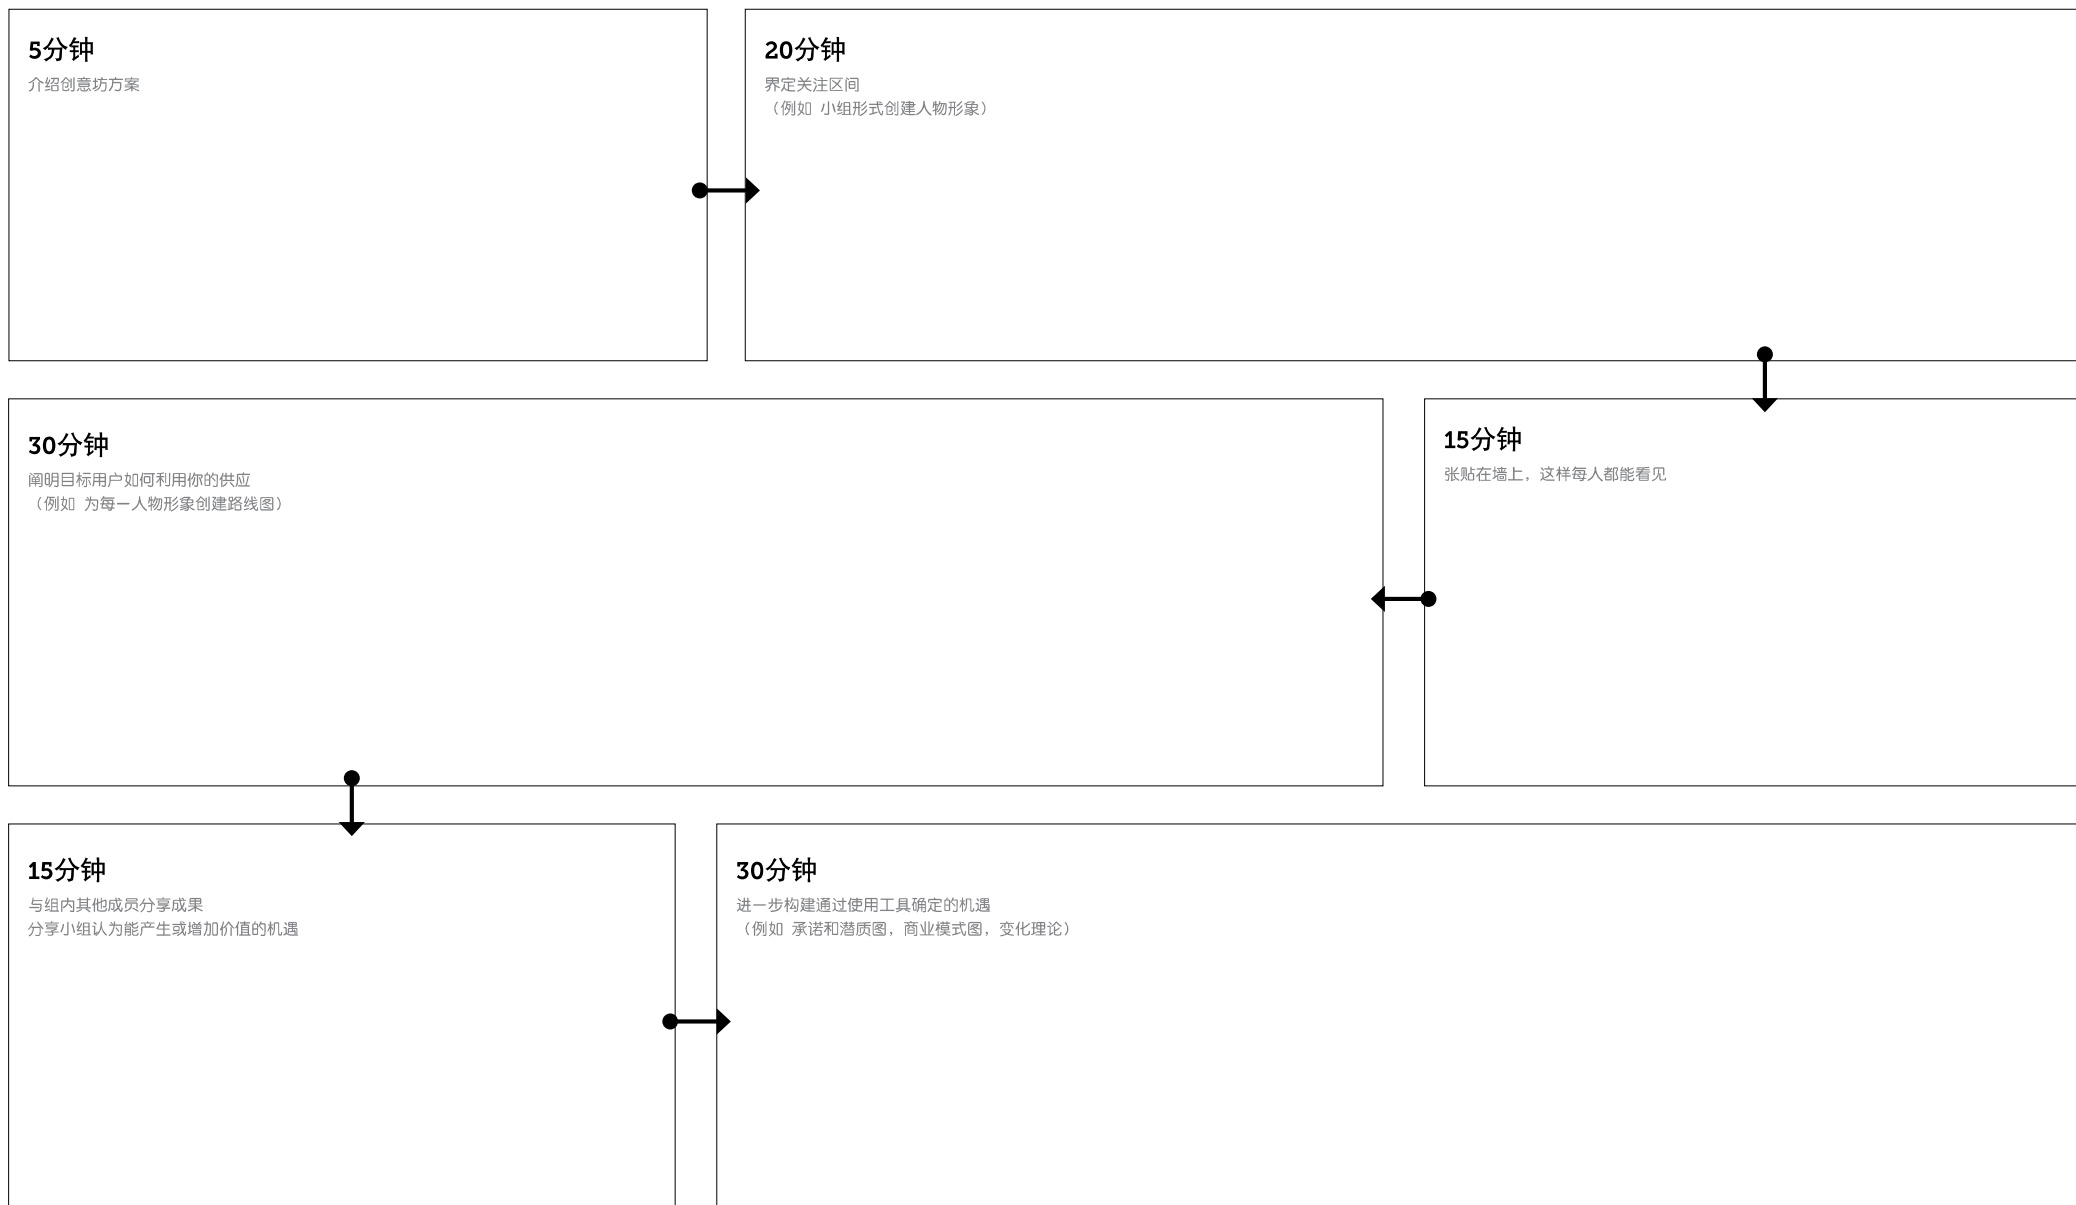 5分钟
介绍创意坊方案
20分钟
界定关注区间
（例如 小组形式创建人物形象）
30分钟
阐明目标用户如何利用你的供应
（例如 为每一人物形象创建路线图）
15分钟
张贴在墙上，这样每人都能看见
15分钟
与组内其他成员分享成果
分享小组认为能产生或增加价值的机遇
30分钟
进一步构建通过使用工具确定的机遇
（例如 承诺和潜质图，商业模式图，变化理论）